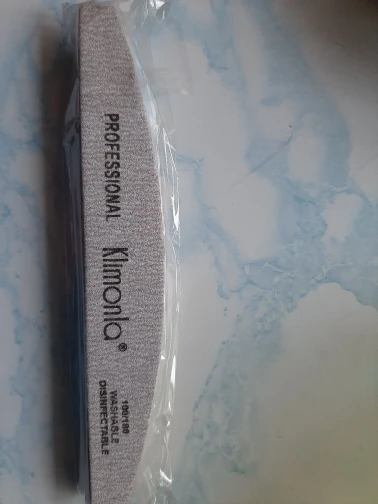 PROFESSIONAL
Klmonla®
100/180
WASHABLE
DISINFECTABLE